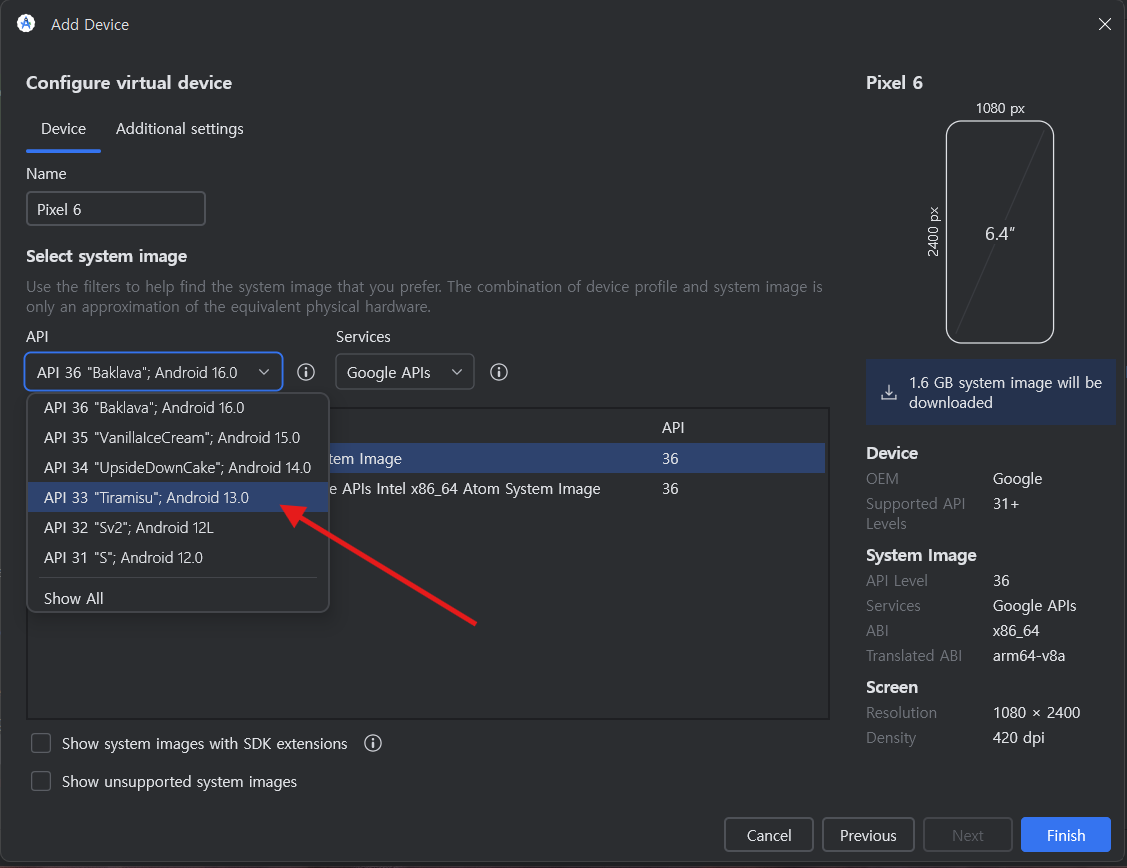 Add Device
Configure virtual device
Device
Additional settings
Name
Pixel 6
Select system image
Use the filters to help find the system image that you prefer. The combination of device profile and system image is
only an approximation of the equivalent physical hardware.
API
Services
API 36 "Baklava"; Android 16.0
Google APIs
API 36 "Baklava"; Android 16.0
API 35 "VanillaIceCream"; Android 15.0
API 34 "UpsideDownCake"; Android 14.0
API 33 "Tiramisu"; Android 13.0
API 32 "Sv2"; Android 12L
API 31 "S"; Android 12.0
Show All
API
Image
36
APIs Intel x86_64 Atom System Image
36
Show system images with SDK extensions
Show unsupported system images
Pixel 6
1080 px
2400 px
6.4“
1.6 GB system image will be
downloaded
Device
OEM
Google
Supported API
Levels
31+
System Image
API Level
36
Services
Google APIs
ABI
x86_64
Translated ABI
arm64-v8a
Screen
Resolution
1080 × 2400
Density
420 dpi
Cancel
Previous
Next
Finish